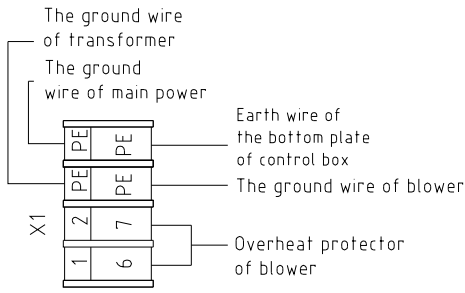 The ground wire
of transformer
The ground
wire of main power
Earth wire of
the bottom plate
of control box
The ground wire of blower
Overheat protector
of blower
X1
PE PE
PE PE
2 7
1 6